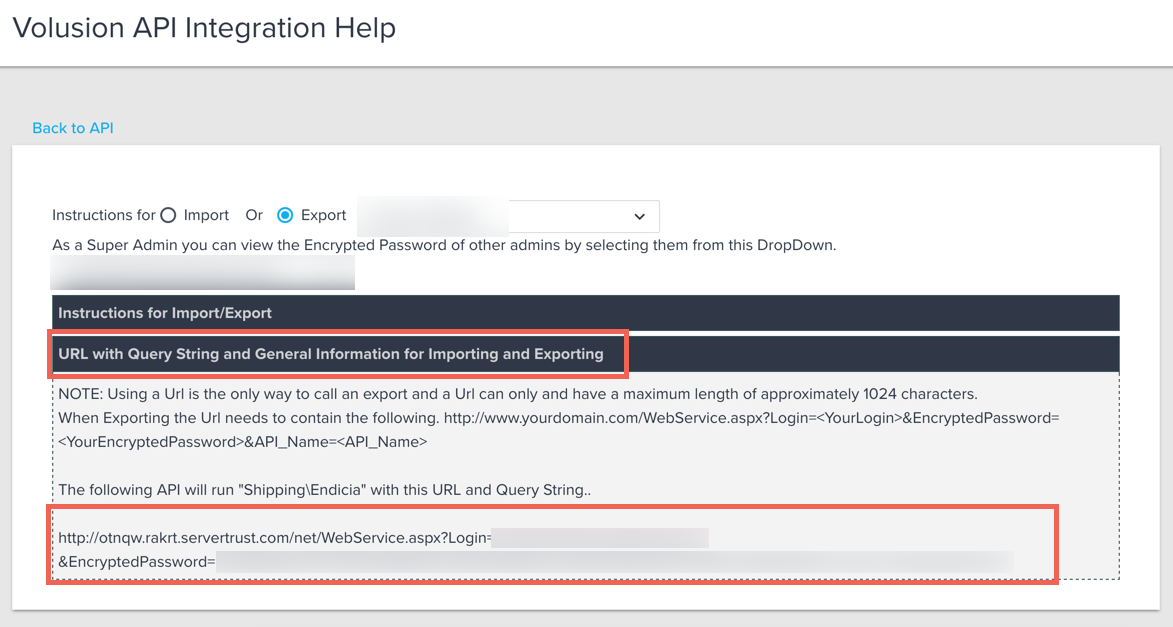 Volusion API Integration Help
Back to API
Instructions for Import Or Export
As a Super Admin you can view the Encrypted Password of other admins by selecting them from this DropDown.
Instructions for Import/Export
URL with Query String and General Information for Importing and Exporting
NOTE: Using a Url is the only way to call an export and a Url can only and have a maximum length of approximately 1024 characters.
When Exporting the Url needs to contain the following. http://www.yourdomain.com/WebService.aspx?Login=<YourLogin>&EncryptedPassword=
<YourEncryptedPassword>&API_Name=<API_Name>
The following API will run "Shipping\Endicia" with this URL and Query String..
http://otnqw.rakrt.servertrust.com/net/WebService.aspx?Login=
&EncryptedPassword=